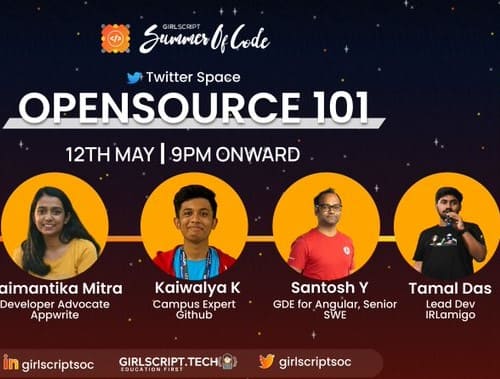 GIRLSCRIPT
Summer Of Code
Twitter Space
OPENSOURCE 101
12TH MAY | 9PM ONWARD
aimantika Mitra
Developer Advocate
Appwrite
Kaiwalya K
Campus Expert
Github
Santosh Y
GDE for Angular, Senior
SWE
Tamal Das
Lead Dev
IRLamigo
in girlscriptsoc
GIRLSCRIPT.TECH
EDUCATION FIRST
girlscriptsoc